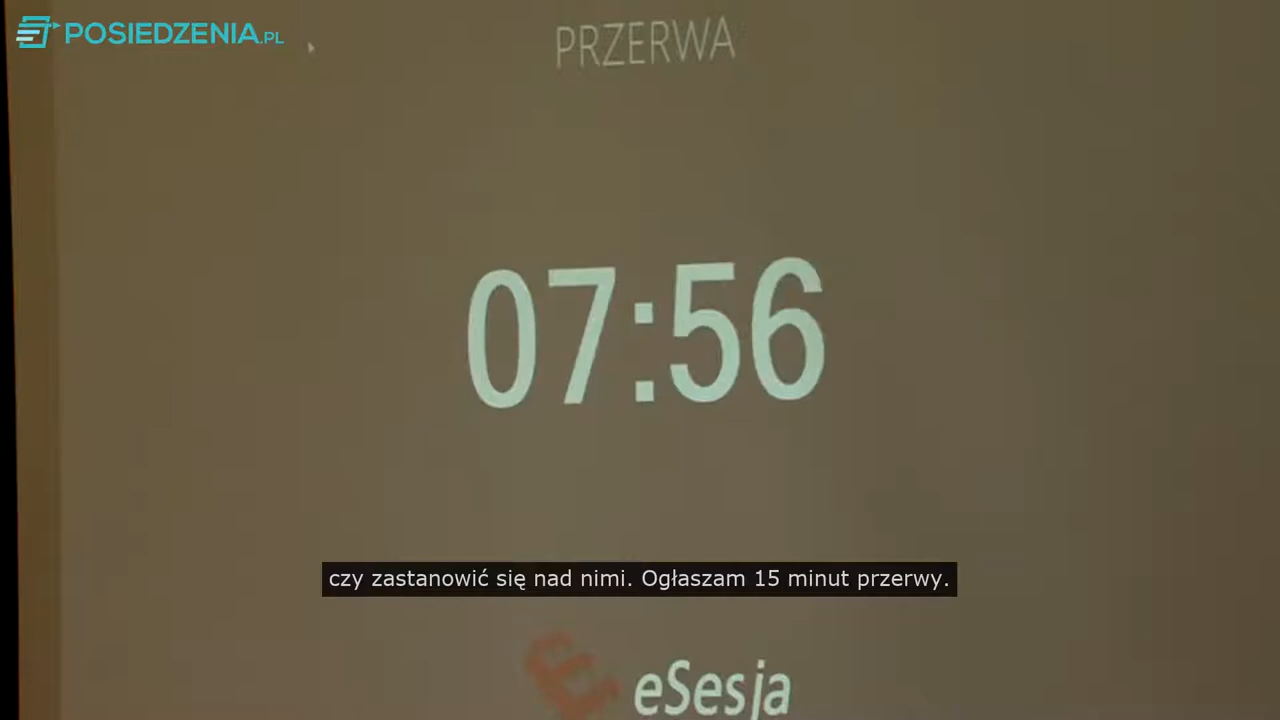 POSIEDZENIA.PL
PRZERWA
07:56
czy zastanowić się nad nimi. Ogłaszam 15 minut przerwy.
eSesja